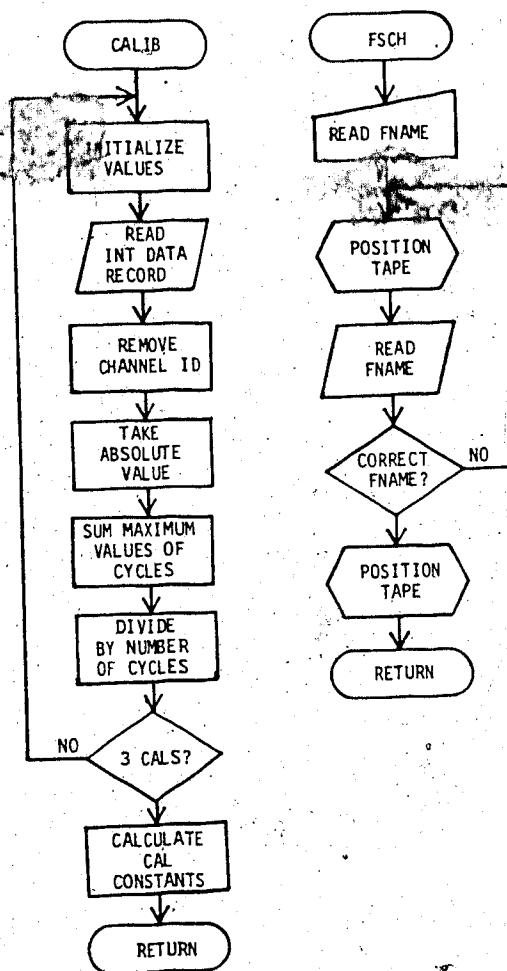 CALIB
INITIALIZE
VALUES
READ
INT DATA
RECORD
REMOVE
CHANNEL ID
TAKE
ABSOLUTE
VALUE
SUM MAXIMUM
VALUES OF
CYCLES
DIVIDE
BY NUMBER
OF CYCLES
NO
3 CALS?
CALCULATE
CAL
CONSTANTS
RETURN
FSCH
READ FNAME
POSITION
TAPE
READ
FNAME
CORRECT
FNAME?
NO
POSITION
TAPE
RETURN